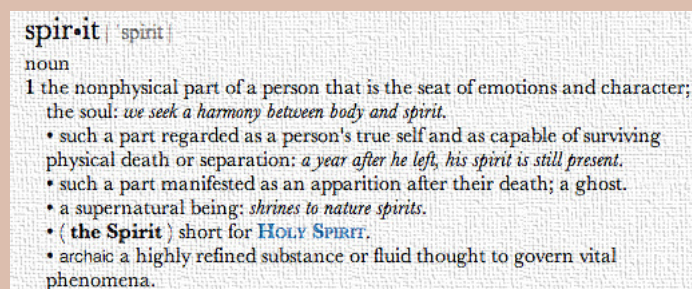 spir•it | ˈspirit |
noun
1 the nonphysical part of a person that is the seat of emotions and character;
the soul: we seek a harmony between body and spirit.
• such a part regarded as a person's true self and as capable of surviving
physical death or separation: a year after he left, his spirit is still present.
• such a part manifested as an apparition after their death; a ghost.
• a supernatural being: shrines to nature spirits.
• ( the Spirit ) short for HOLY SPIRIT.
• archaic a highly refined substance or fluid thought to govern vital
phenomena.